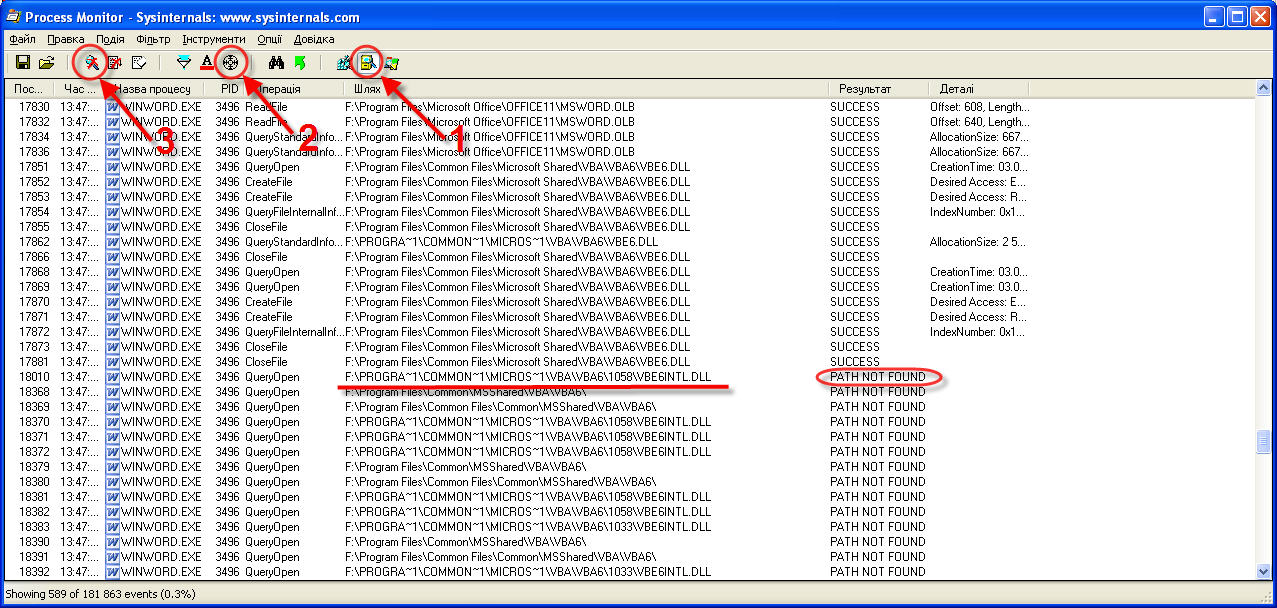 Process Monitor - Sysinternals: www.sysinternals.com
Файл Правка Подія Фільтр Інструменти Опції Довідка
3 2 1
Пос... Час ... Назва процесу PID Операція Шлях Результат Деталі
17830 13:47:... WINWORD.EXE 3496 ReadFile F:\Program Files\Microsoft Office\OFFICE11\MSWORD.OLB SUCCESS Offset: 608, Length...
17832 13:47:... WINWORD.EXE 3496 ReadFile F:\Program Files\Microsoft Office\OFFICE11\MSWORD.OLB SUCCESS Offset: 640, Length...
17834 13:47:... WINWORD.EXE 3496 QueryStandardInfo... F:\Program Files\Microsoft Office\OFFICE11\MSWORD.OLB SUCCESS AllocationSize: 667...
17836 13:47:... WINWORD.EXE 3496 QueryStandardInfo... F:\Program Files\Microsoft Office\OFFICE11\MSWORD.OLB SUCCESS AllocationSize: 667...
17851 13:47:... WINWORD.EXE 3496 QueryOpen F:\Program Files\Common Files\Microsoft Shared\VBA\VBA6\VBE6.DLL SUCCESS CreationTime: 03.0...
17852 13:47:... WINWORD.EXE 3496 CreateFile F:\Program Files\Common Files\Microsoft Shared\VBA\VBA6\VBE6.DLL SUCCESS Desired Access: E...
17853 13:47:... WINWORD.EXE 3496 CreateFile F:\Program Files\Common Files\Microsoft Shared\VBA\VBA6\VBE6.DLL SUCCESS Desired Access: R...
17854 13:47:... WINWORD.EXE 3496 QueryFileInternalInf... F:\Program Files\Common Files\Microsoft Shared\VBA\VBA6\VBE6.DLL SUCCESS IndexNumber: 0x1...
17855 13:47:... WINWORD.EXE 3496 CloseFile F:\Program Files\Common Files\Microsoft Shared\VBA\VBA6\VBE6.DLL SUCCESS
17862 13:47:... WINWORD.EXE 3496 QueryStandardInfo... F:\PROGRA~1\COMMON~1\MICROS~1\VBA\VBA6\VBE6.DLL SUCCESS AllocationSize: 2 5...
17866 13:47:... WINWORD.EXE 3496 CloseFile F:\Program Files\Common Files\Microsoft Shared\VBA\VBA6\VBE6.DLL SUCCESS
17868 13:47:... WINWORD.EXE 3496 QueryOpen F:\Program Files\Common Files\Microsoft Shared\VBA\VBA6\VBE6.DLL SUCCESS CreationTime: 03.0...
17869 13:47:... WINWORD.EXE 3496 QueryOpen F:\Program Files\Common Files\Microsoft Shared\VBA\VBA6\VBE6.DLL SUCCESS CreationTime: 03.0...
17870 13:47:... WINWORD.EXE 3496 CreateFile F:\Program Files\Common Files\Microsoft Shared\VBA\VBA6\VBE6.DLL SUCCESS Desired Access: E...
17871 13:47:... WINWORD.EXE 3496 CreateFile F:\Program Files\Common Files\Microsoft Shared\VBA\VBA6\VBE6.DLL SUCCESS Desired Access: R...
17872 13:47:... WINWORD.EXE 3496 QueryFileInternalInf... F:\Program Files\Common Files\Microsoft Shared\VBA\VBA6\VBE6.DLL SUCCESS IndexNumber: 0x1...
17873 13:47:... WINWORD.EXE 3496 CloseFile F:\Program Files\Common Files\Microsoft Shared\VBA\VBA6\VBE6.DLL SUCCESS
17881 13:47:... WINWORD.EXE 3496 CloseFile F:\Program Files\Common Files\Microsoft Shared\VBA\VBA6\VBE6.DLL SUCCESS
18010 13:47:... WINWORD.EXE 3496 QueryOpen F:\PROGRA~1\COMMON~1\MICROS~1\VBA\VBA6\1058\VBE6INTL.DLL PATH NOT FOUND
18368 13:47:... WINWORD.EXE 3496 QueryOpen F:\Program Files\Common\MSShared\VBA\VBA6\ PATH NOT FOUND
18369 13:47:... WINWORD.EXE 3496 QueryOpen F:\Program Files\Common Files\Common\MSShared\VBA\VBA6\ PATH NOT FOUND
18370 13:47:... WINWORD.EXE 3496 QueryOpen F:\PROGRA~1\COMMON~1\MICROS~1\VBA\VBA6\1058\VBE6INTL.DLL PATH NOT FOUND
18371 13:47:... WINWORD.EXE 3496 QueryOpen F:\PROGRA~1\COMMON~1\MICROS~1\VBA\VBA6\1058\VBE6INTL.DLL PATH NOT FOUND
18372 13:47:... WINWORD.EXE 3496 QueryOpen F:\PROGRA~1\COMMON~1\MICROS~1\VBA\VBA6\1058\VBE6INTL.DLL PATH NOT FOUND
18379 13:47:... WINWORD.EXE 3496 QueryOpen F:\Program Files\Common\MSShared\VBA\VBA6\ PATH NOT FOUND
18380 13:47:... WINWORD.EXE 3496 QueryOpen F:\Program Files\Common Files\Common\MSShared\VBA\VBA6\ PATH NOT FOUND
18381 13:47:... WINWORD.EXE 3496 QueryOpen F:\PROGRA~1\COMMON~1\MICROS~1\VBA\VBA6\1058\VBE6INTL.DLL PATH NOT FOUND
18382 13:47:... WINWORD.EXE 3496 QueryOpen F:\PROGRA~1\COMMON~1\MICROS~1\VBA\VBA6\1058\VBE6INTL.DLL PATH NOT FOUND
18383 13:47:... WINWORD.EXE 3496 QueryOpen F:\PROGRA~1\COMMON~1\MICROS~1\VBA\VBA6\1033\VBE6INTL.DLL PATH NOT FOUND
18390 13:47:... WINWORD.EXE 3496 QueryOpen F:\Program Files\Common\MSShared\VBA\VBA6\ PATH NOT FOUND
18391 13:47:... WINWORD.EXE 3496 QueryOpen F:\Program Files\Common Files\Common\MSShared\VBA\VBA6\ PATH NOT FOUND
18392 13:47:... WINWORD.EXE 3496 QueryOpen F:\PROGRA~1\COMMON~1\MICROS~1\VBA\VBA6\1033\VBE6INTL.DLL PATH NOT FOUND
Showing 589 of 181 863 events (0.3%)